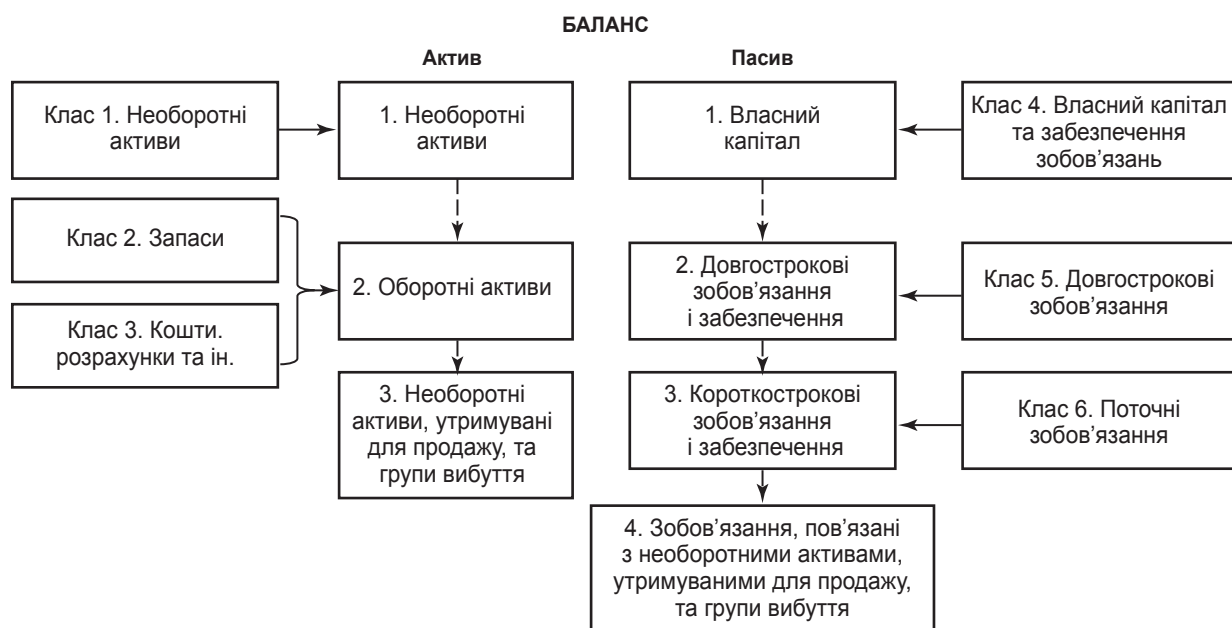 БАЛАНС
Актив
Пасив
Клас 1. Необоротні
активи
1. Необоротні
активи
1. Власний
капітал
Клас 4. Власний капітал
та забезпечення
зобов’язань
Клас 2. Запаси
Клас 3. Кошти.
розрахунки та ін.
2. Оборотні активи
2. Довгострокові
зобов’язання
і забезпечення
Клас 5. Довгострокові
зобов’язання
3. Необоротні
активи, утримувані
для продажу, та
групи вибуття
3. Короткострокові
зобов’язання
і забезпечення
Клас 6. Поточні
зобов’язання
4. Зобов’язання, пов’язані
з необоротними активами,
утримуваними для продажу,
та групи вибуття